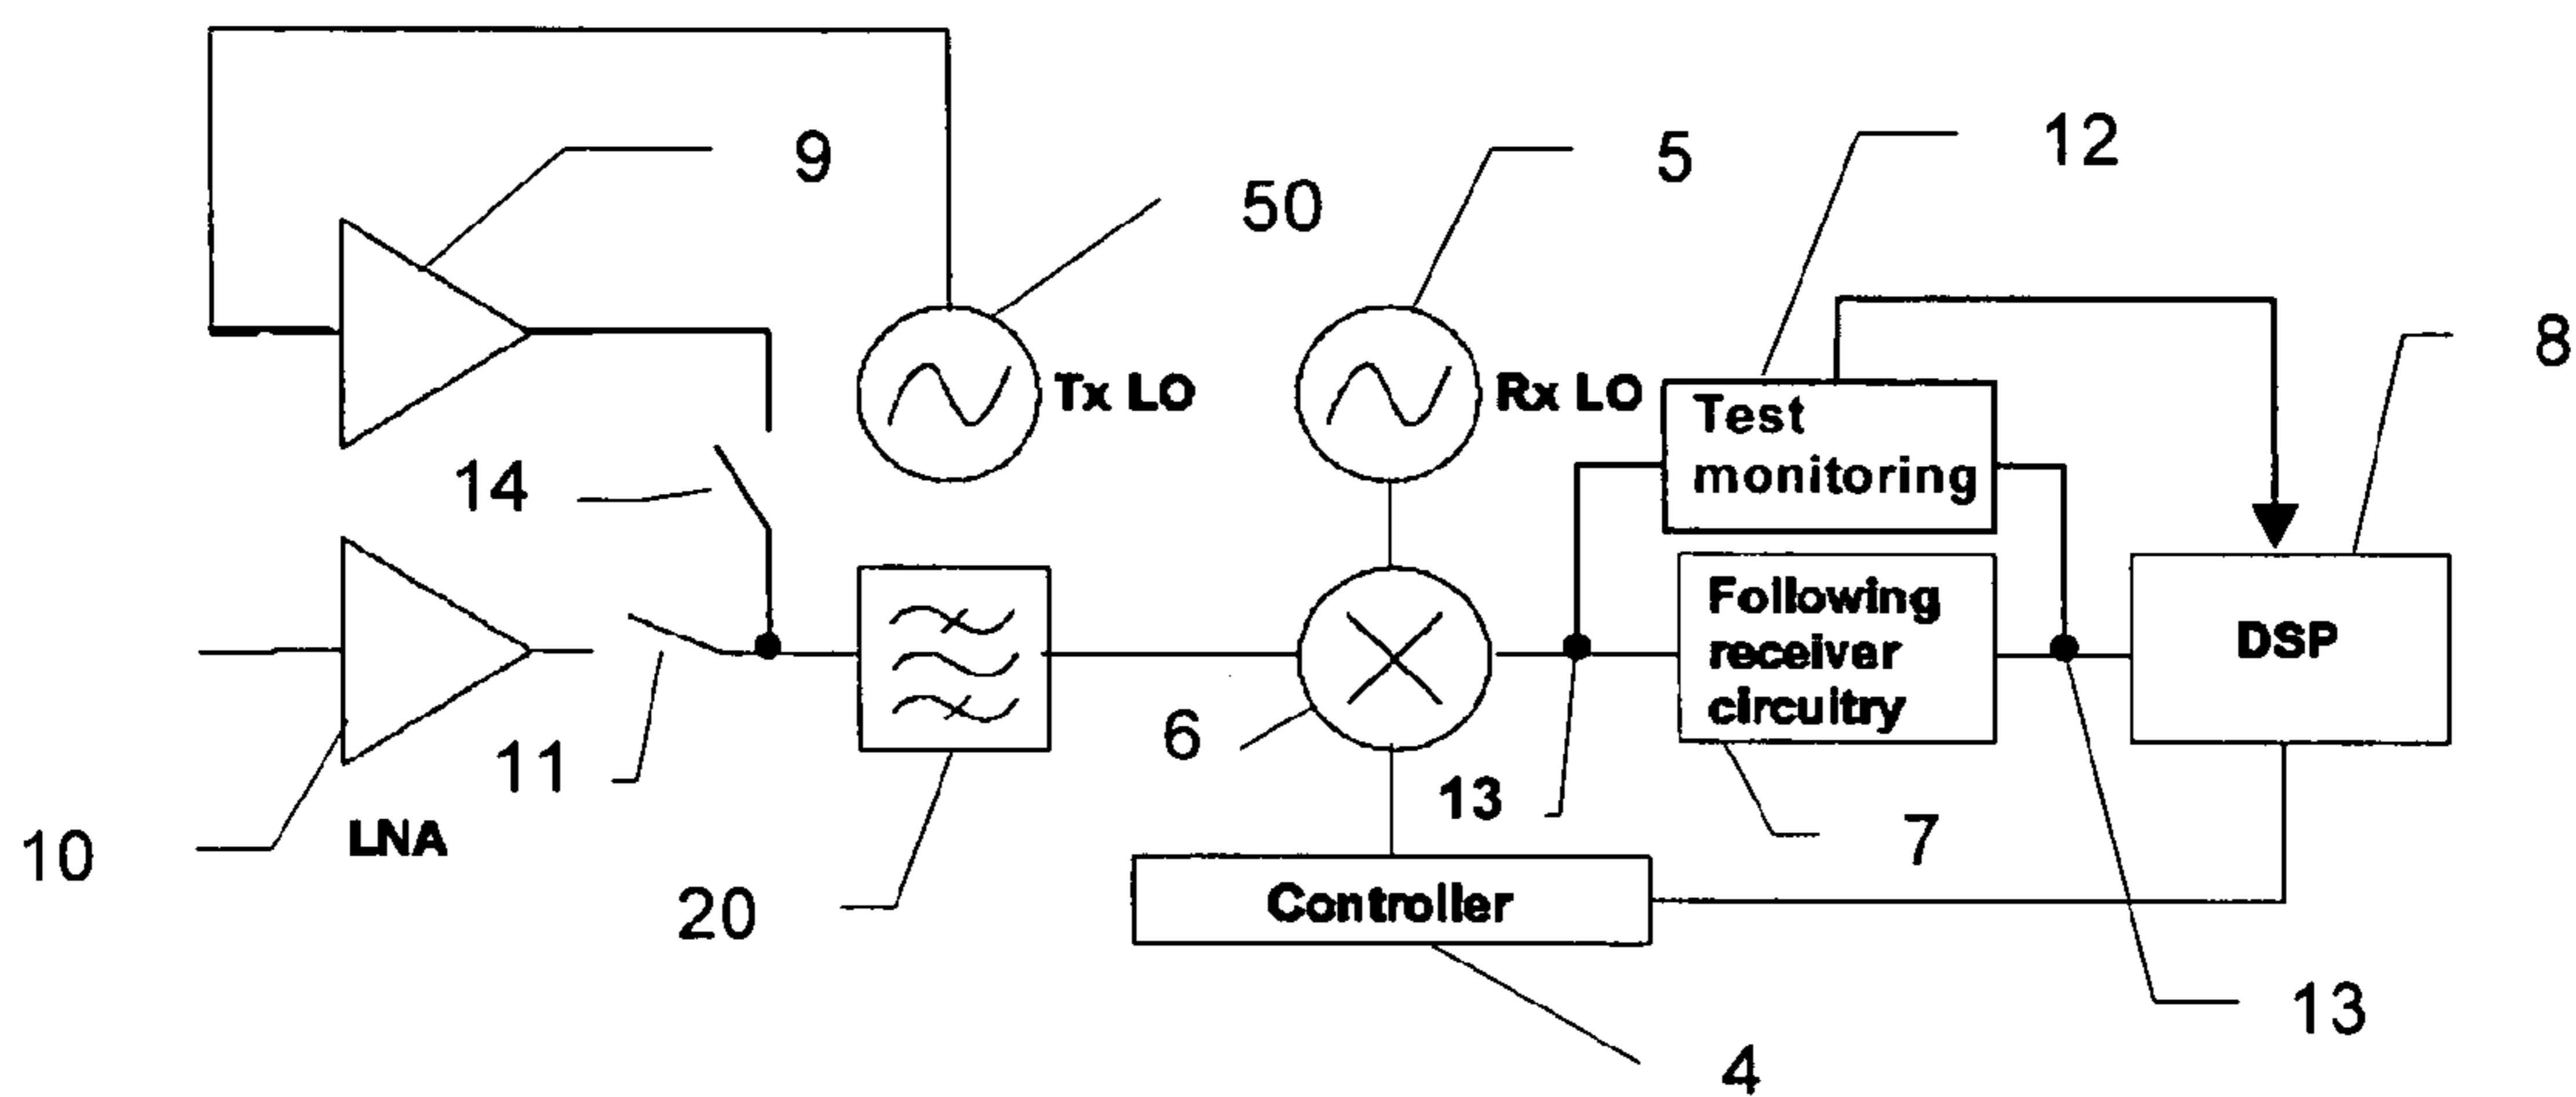 12
9
5
50
8
Tx LO
Rx LO
Test
monitoring
14
Following
receiver
circuitry
DSP
6
11
13
LNA
10
7
20
Controller
13
4